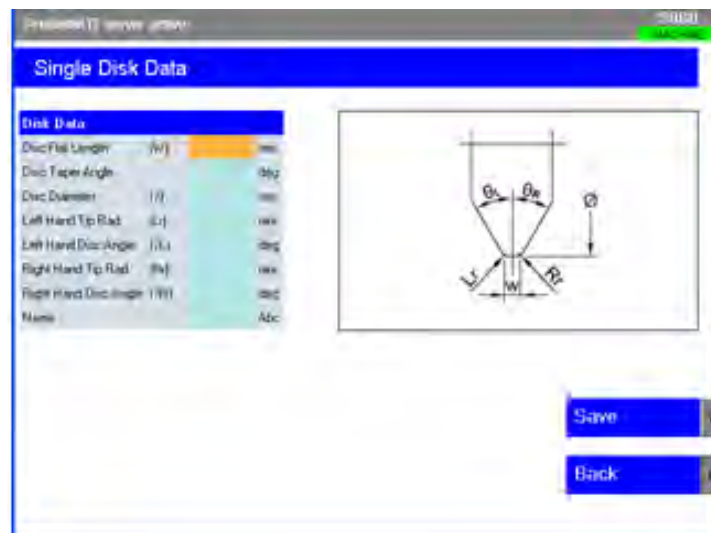 Single Disk Data
Disk Data
Disc Flat Length (W) mm
Disc Taper Angle deg
Disc Diameter mm
Left Hand Tip Rad (Lr) mm
Left Hand Disc Angle deg
Right Hand Tip Rad (Rr) mm
Right Hand Disc Angle deg
Name Abc
θL θR Ø
Lr W Rr
Save
Back